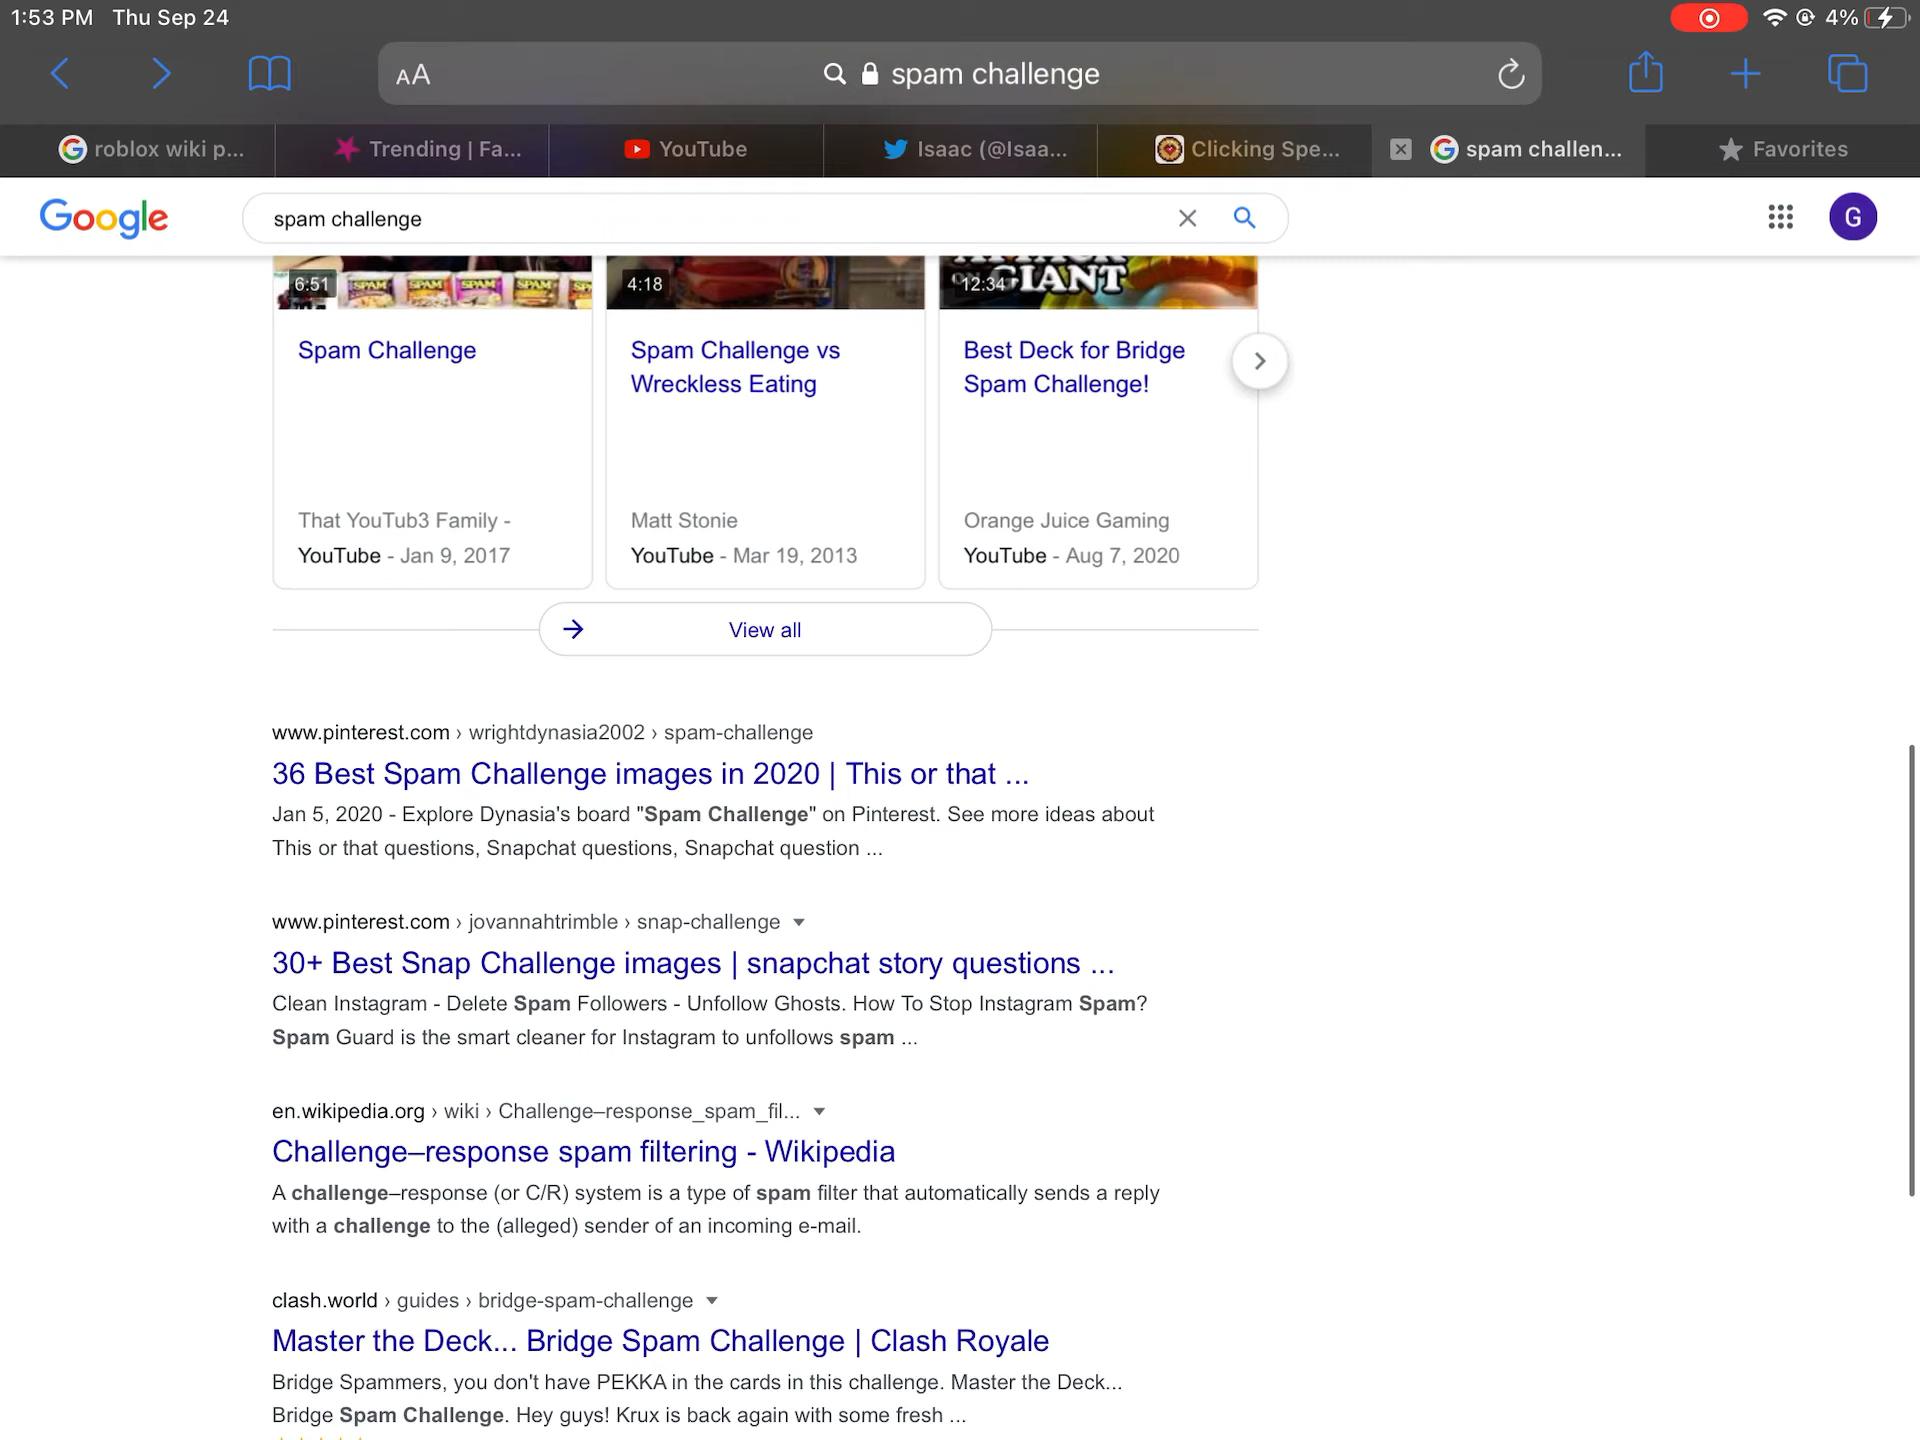 1:53 PM Thu Sep 24
4%
AA spam challenge
roblox wiki p... Trending | Fa... YouTube Isaac (@Isaa... Clicking Spe... spam challen... Favorites
Google spam challenge G
6:51 SPAM SPAM SPAM SPAM 4:18 12:34 GIANT
Spam Challenge
Spam Challenge vs
Wreckless Eating
Best Deck for Bridge
Spam Challenge!
That YouTub3 Family -
YouTube - Jan 9, 2017
Matt Stonie
YouTube - Mar 19, 2013
Orange Juice Gaming
YouTube - Aug 7, 2020
View all
www.pinterest.com › wrightdynasia2002 › spam-challenge
36 Best Spam Challenge images in 2020 | This or that ...
Jan 5, 2020 - Explore Dynasia's board "Spam Challenge" on Pinterest. See more ideas about
This or that questions, Snapchat questions, Snapchat question ...
www.pinterest.com › jovannahtrimble › snap-challenge
30+ Best Snap Challenge images | snapchat story questions ...
Clean Instagram - Delete Spam Followers - Unfollow Ghosts. How To Stop Instagram Spam?
Spam Guard is the smart cleaner for Instagram to unfollows spam ...
en.wikipedia.org › wiki › Challenge–response_spam_fil...
Challenge–response spam filtering - Wikipedia
A challenge–response (or C/R) system is a type of spam filter that automatically sends a reply
with a challenge to the (alleged) sender of an incoming e-mail.
clash.world › guides › bridge-spam-challenge
Master the Deck... Bridge Spam Challenge | Clash Royale
Bridge Spammers, you don't have PEKKA in the cards in this challenge. Master the Deck...
Bridge Spam Challenge. Hey guys! Krux is back again with some fresh ...